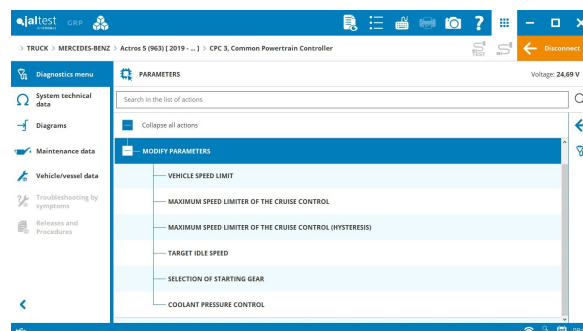 jaltest GRP
TRUCK > MERCEDES-BENZ > Actros 5 (963) [ 2019 - ... ] > CPC 3, Common Powertrain Controller
TEST
Disconnect
Diagnostics menu
PARAMETERS
Voltage: 24,69 V
System technical data
Search in the list of actions
Diagrams
Collapse all actions
Maintenance data
MODIFY PARAMETERS
Vehicle/vessel data
VEHICLE SPEED LIMIT
Troubleshooting by symptoms
MAXIMUM SPEED LIMITER OF THE CRUISE CONTROL
Releases and Procedures
MAXIMUM SPEED LIMITER OF THE CRUISE CONTROL (HYSTERESIS)
TARGET IDLE SPEED
SELECTION OF STARTING GEAR
COOLANT PRESSURE CONTROL